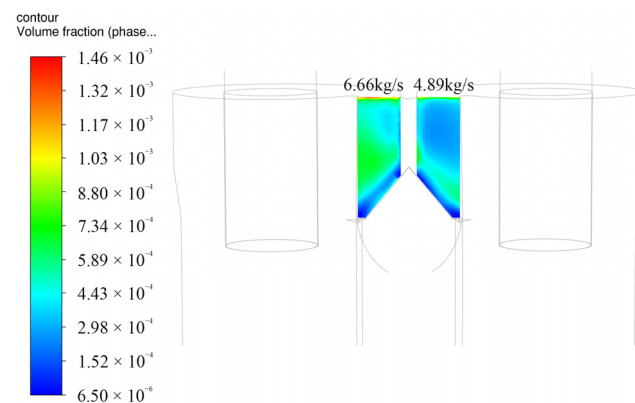 contour
Volume fraction (phase...
1.46 × 10⁻³
1.32 × 10⁻³
1.17 × 10⁻³
1.03 × 10⁻³
8.80 × 10⁻⁴
7.34 × 10⁻⁴
5.89 × 10⁻⁴
4.43 × 10⁻⁴
2.98 × 10⁻⁴
1.52 × 10⁻⁴
6.50 × 10⁻⁶
6.66kg/s 4.89kg/s